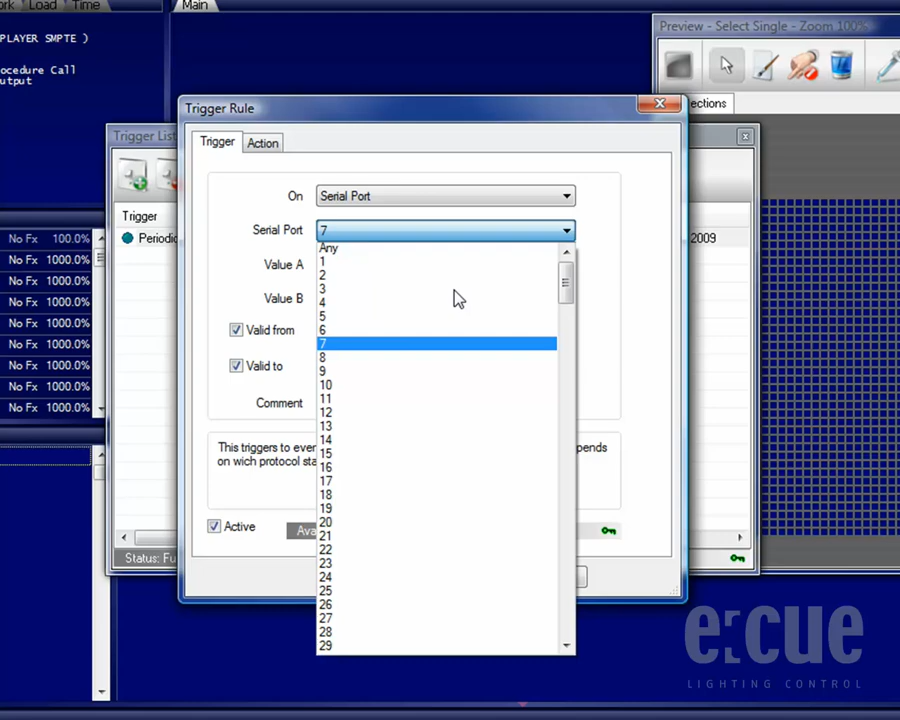 ork Load Time
Main
PLAYER SMPTE )
ocedure Call
utput
Preview - Select Single - Zoom 100%
ections
Trigger List
Trigger Rule
Trigger Action
On Serial Port
Serial Port 7
Value A
Value B
Valid from
Valid to
Comment
Any
1
2
3
4
5
6
7
8
9
10
11
12
13
14
15
16
17
18
19
20
21
22
23
24
25
26
27
28
29
This triggers to ever pends
on wich protocol sta
Active Ava
Trigger
Periodic 2009
Status: Fu
No Fx 100.0%
No Fx 1000.0%
No Fx 1000.0%
No Fx 1000.0%
No Fx 1000.0%
No Fx 1000.0%
No Fx 1000.0%
No Fx 1000.0%
No Fx 1000.0%
e:cue
LIGHTING CONTROL